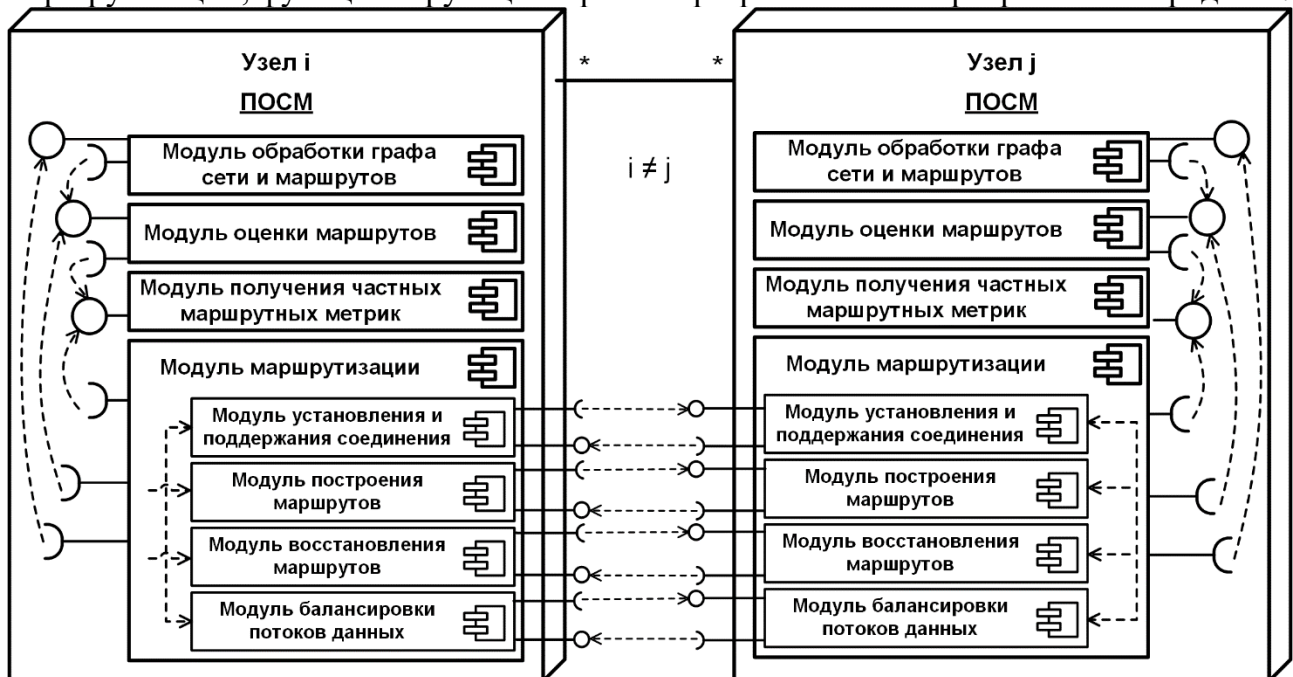 Узел i
ПОСМ
Модуль обработки графа
сети и маршрутов
Модуль оценки маршрутов
Модуль получения частных
маршрутных метрик
Модуль маршрутизации
Модуль установления и
поддержания соединения
Модуль построения
маршрутов
Модуль восстановления
маршрутов
Модуль балансировки
потоков данных
* *
i ≠ j
Узел j
ПОСМ
Модуль обработки графа
сети и маршрутов
Модуль оценки маршрутов
Модуль получения частных
маршрутных метрик
Модуль маршрутизации
Модуль установления и
поддержания соединения
Модуль построения
маршрутов
Модуль восстановления
маршрутов
Модуль балансировки
потоков данных